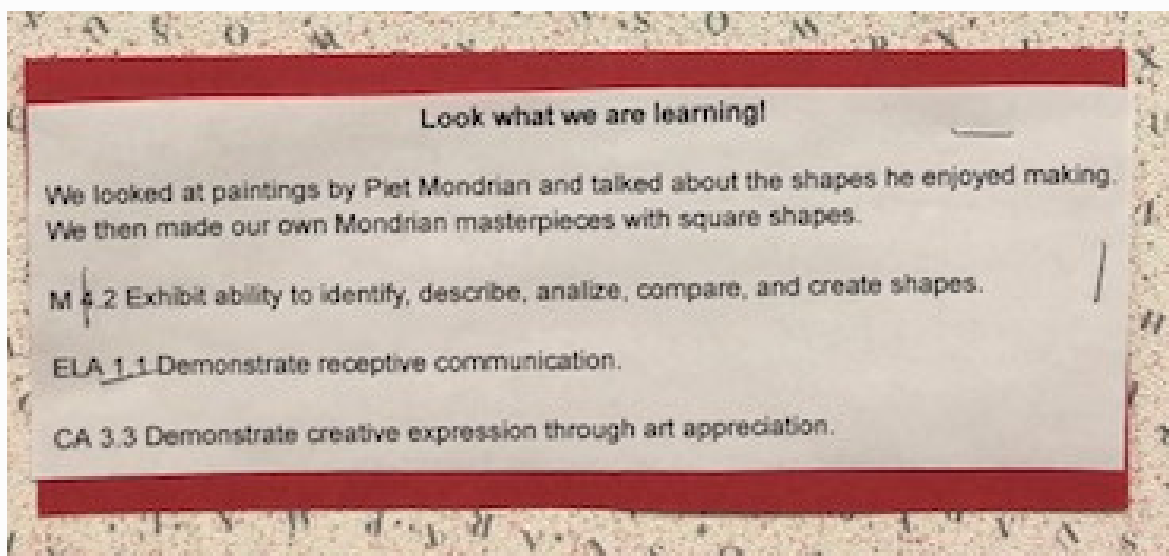 Look what we are learning!
We looked at paintings by Piet Mondrian and talked about the shapes he enjoyed making.
We then made our own Mondrian masterpieces with square shapes.
M 4.2 Exhibit ability to identify, describe, analize, compare, and create shapes.
ELA 1.1 Demonstrate receptive communication.
CA 3.3 Demonstrate creative expression through art appreciation.